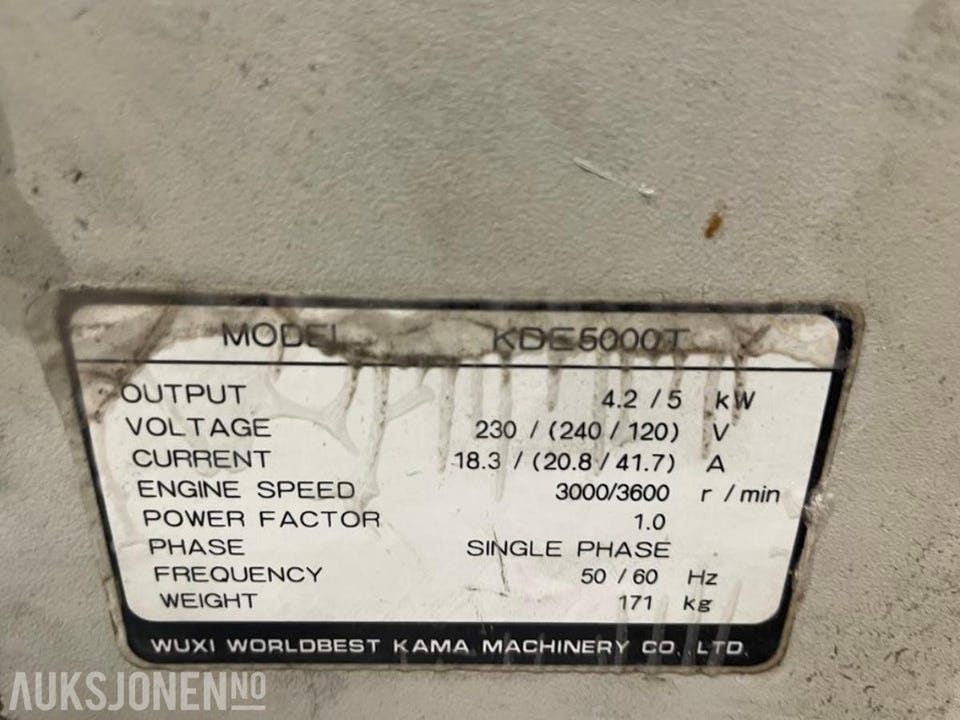 MODEL KDE5000T
OUTPUT 4.2 / 5 kW
VOLTAGE 230 / (240 / 120) V
CURRENT 18.3 / (20.8 / 41.7) A
ENGINE SPEED 3000/3600 r / min
POWER FACTOR 1.0
PHASE SINGLE PHASE
FREQUENCY 50 / 60 Hz
WEIGHT 171 kg
WUXI WORLDBEST KAMA MACHINERY CO., LTD.
AUKSJONEN.NO